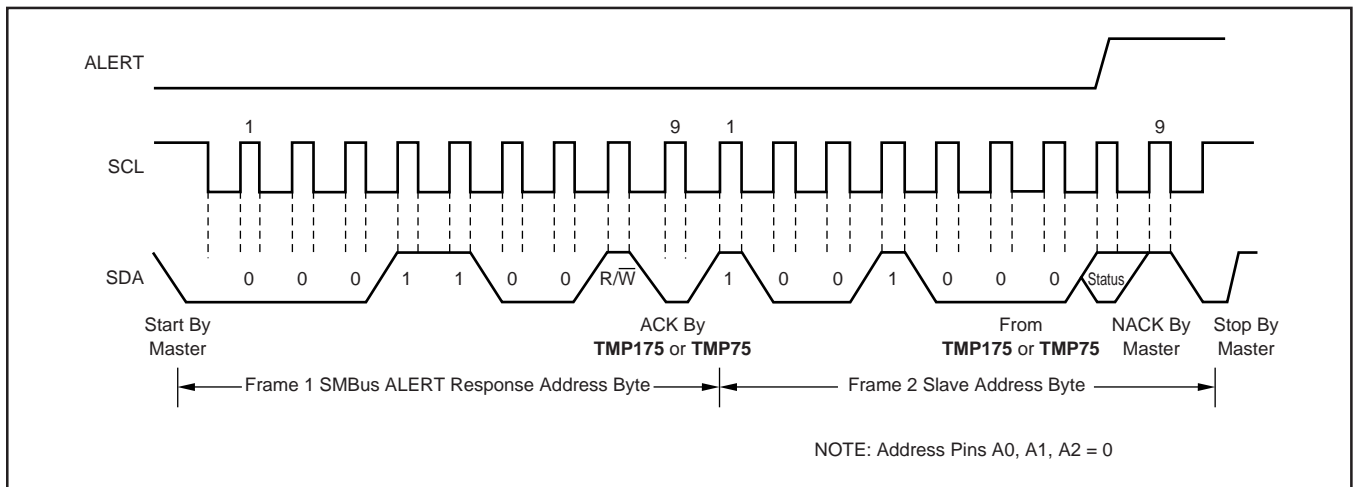 ALERT
1 9 1 9
SCL
SDA
0 0 0 1 1 0 0 R/W̅ 1 0 0 1 0 0 0 Status
Start By
Master
ACK By
TMP175 or TMP75
From
TMP175 or TMP75
NACK By
Master
Stop By
Master
Frame 1 SMBus ALERT Response Address Byte
Frame 2 Slave Address Byte
NOTE: Address Pins A0, A1, A2 = 0